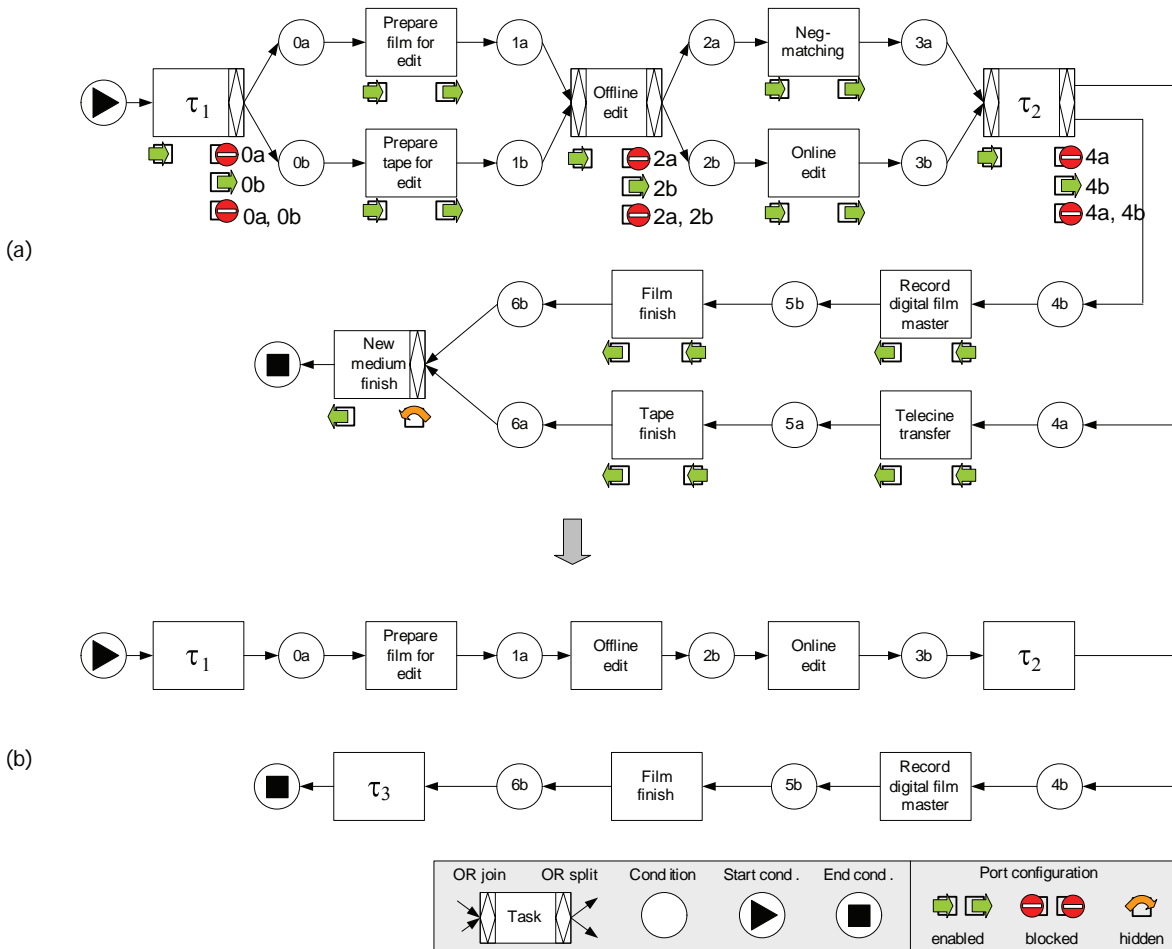 0a
Prepare
film for
edit
1a
2a
Neg-
matching
3a
τ1
Offline
edit
τ2
0b
Prepare
tape for
edit
1b
2b
Online
edit
3b
0a
0b
0a, 0b
2a
2b
2a, 2b
4a
4b
4a, 4b
(a)
6b
Film
finish
5b
Record
digital film
master
4b
New
medium
finish
6a
Tape
finish
5a
Telecine
transfer
4a
τ1
0a
Prepare
film for
edit
1a
Offline
edit
2b
Online
edit
3b
τ2
(b)
τ3
6b
Film
finish
5b
Record
digital film
master
4b
OR join
OR split
Condition
Start cond.
End cond.
Port configuration
Task
enabled
blocked
hidden